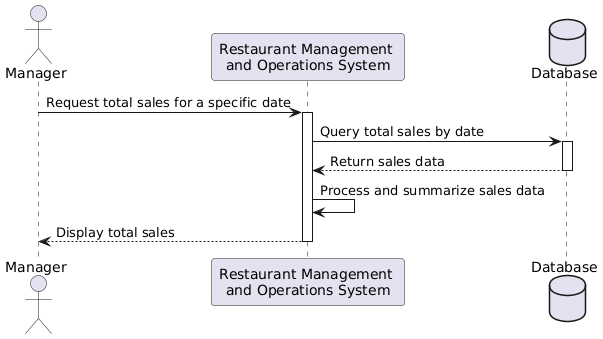 Manager
Restaurant Management
and Operations System
Database
Request total sales for a specific date
Query total sales by date
Return sales data
Process and summarize sales data
Display total sales
Manager
Restaurant Management
and Operations System
Database